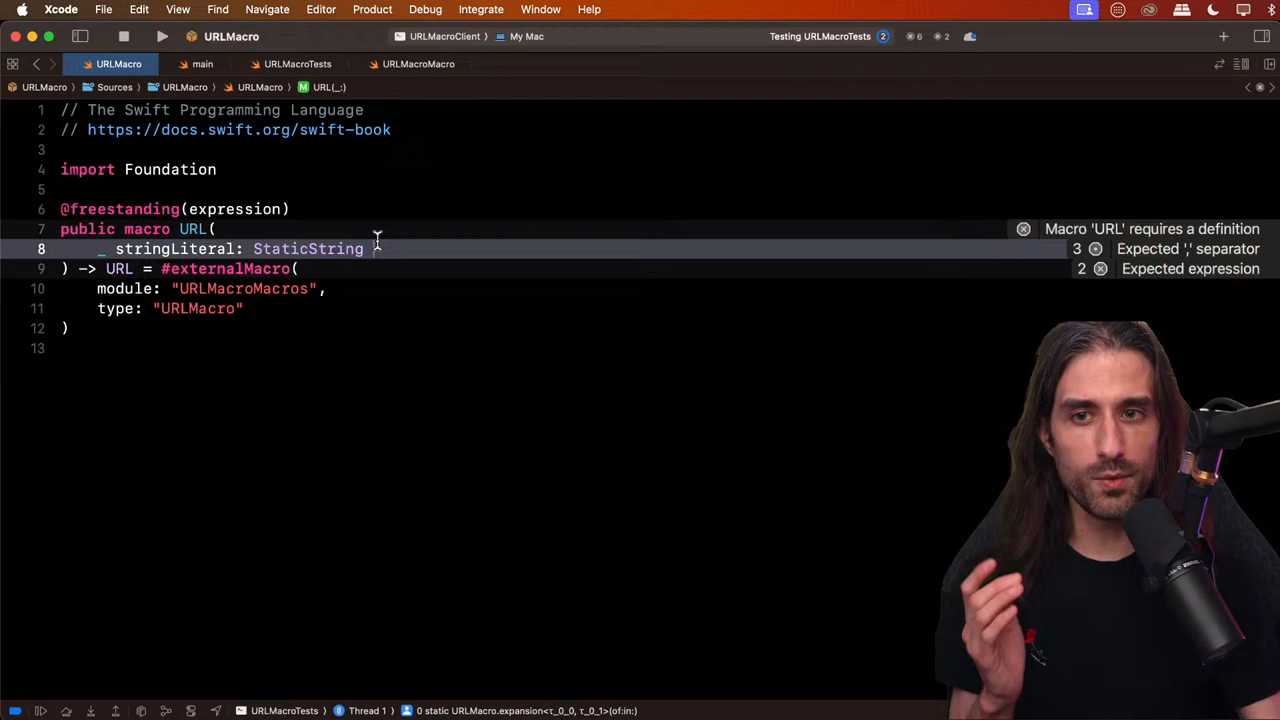 Xcode File Edit View Find Navigate Editor Product Debug Integrate Window Help
URLMacro URLMacroClient My Mac Testing URLMacroTests 2 6 2
URLMacro main URLMacroTests URLMacroMacro
URLMacro Sources URLMacro URLMacro M URL(_:)
1 // The Swift Programming Language
2 // https://docs.swift.org/swift-book
3
4 import Foundation
5
6 @freestanding(expression)
7 public macro URL( Macro 'URL' requires a definition
8 _ stringLiteral: StaticString 3 Expected ',' separator
9 ) -> URL = #externalMacro( 2 Expected expression
10 module: "URLMacroMacros",
11 type: "URLMacro"
12 )
13
URLMacroTests Thread 1 0 static URLMacro.expansion<τ_0_0, τ_0_1>(of:in:)